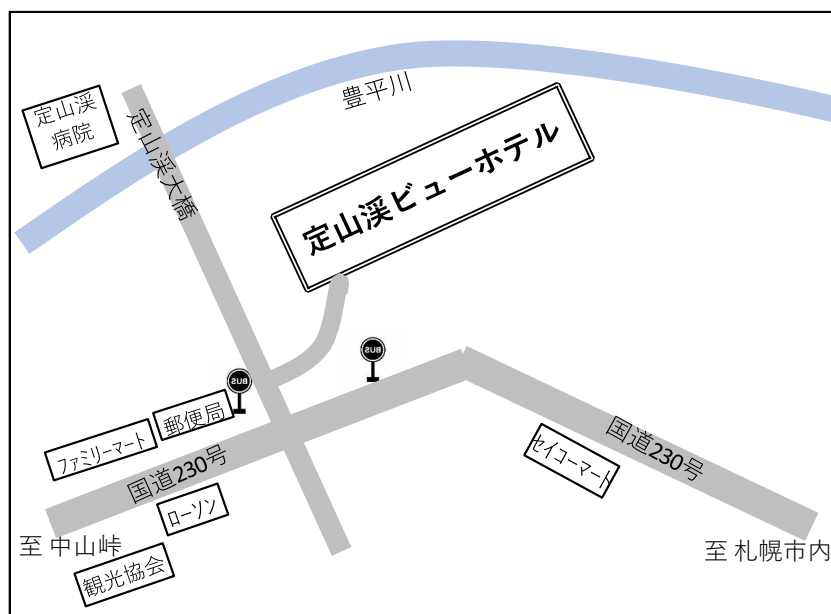 豊平川
定山渓
病院
定山渓大橋
定山渓ビューホテル
BUS
BUS
郵便局
ファミリーマート
国道230号
ローソン
セイコーマート
国道230号
至 中山峠
観光協会
至 札幌市内